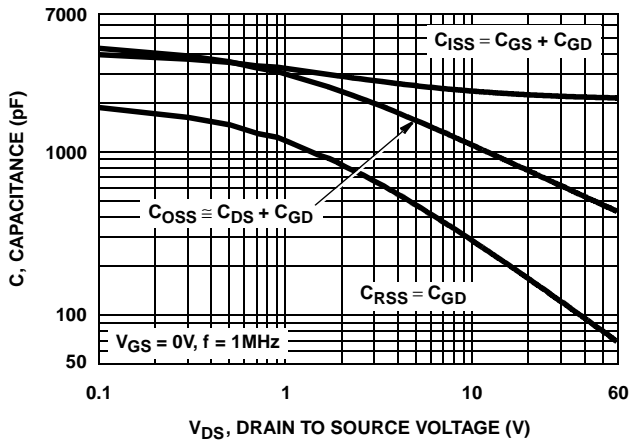 7000
C_ISS = C_GS + C_GD
1000
C, CAPACITANCE (pF)
C_OSS ≅ C_DS + C_GD
C_RSS = C_GD
100
V_GS = 0V, f = 1MHz
50
0.1
1
10
60
V_DS, DRAIN TO SOURCE VOLTAGE (V)